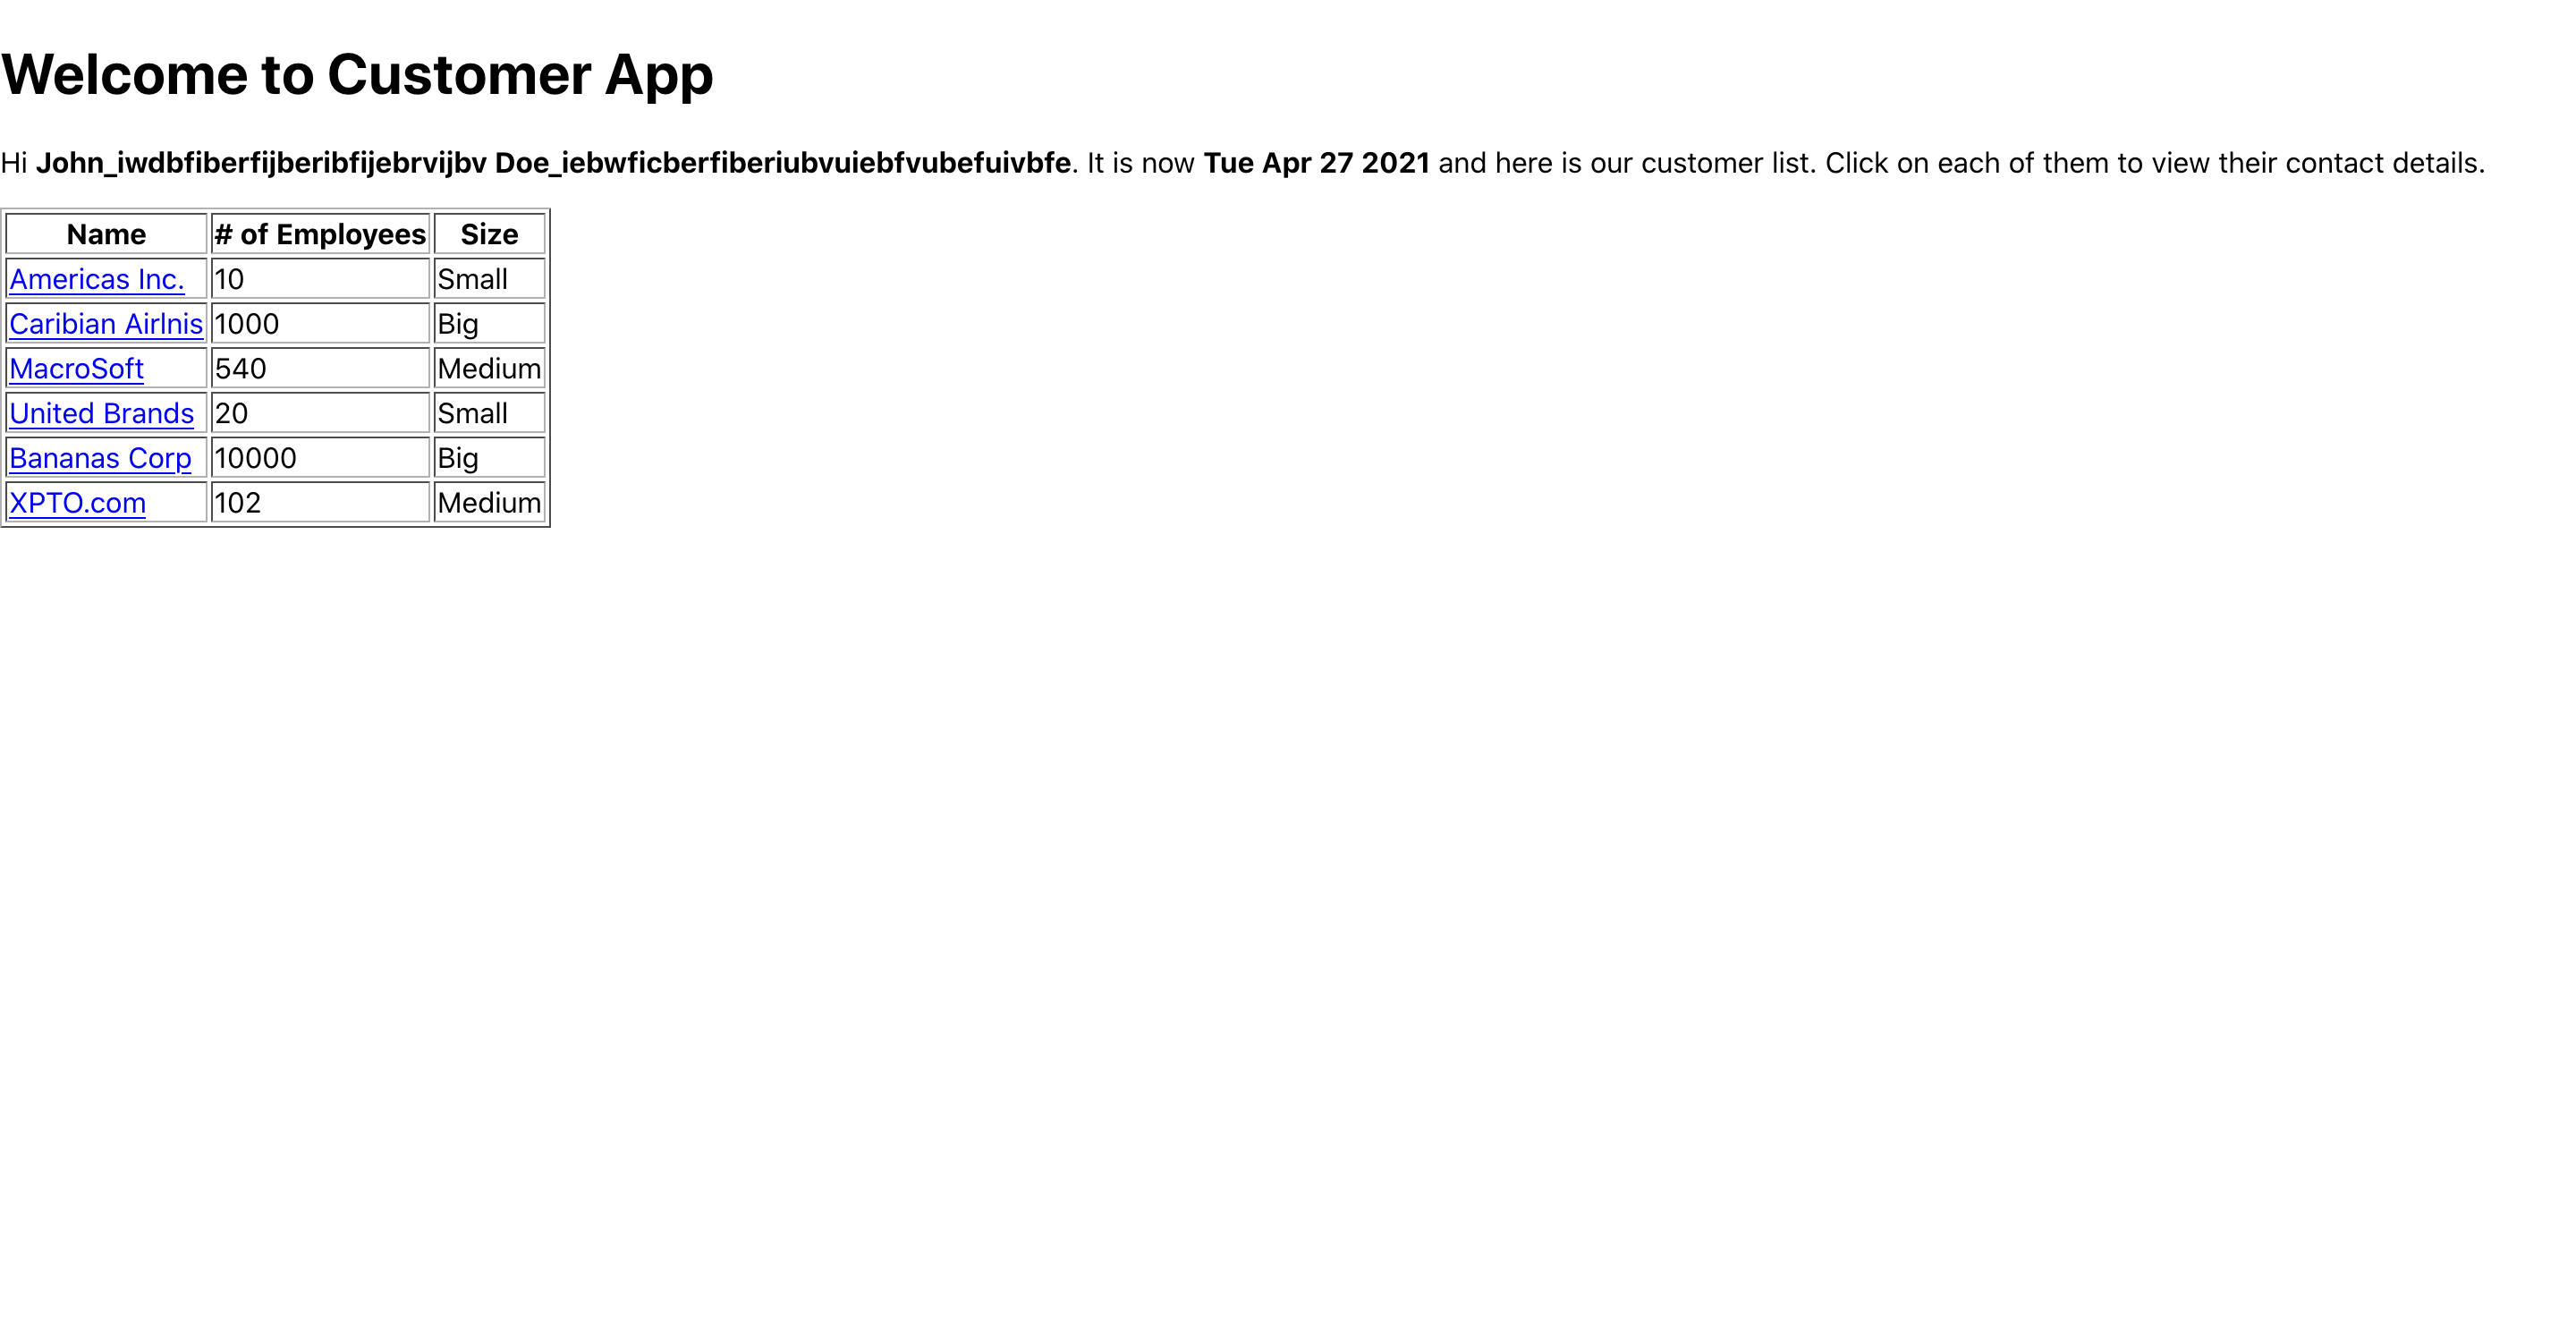 Welcome to Customer App
Hi John_iwdbfiberfijberibfijebrvijbv Doe_iebwficberfiberiubvuiebfvubefuivbfe. It is now Tue Apr 27 2021 and here is our customer list. Click on each of them to view their contact details.
Name # of Employees Size
Americas Inc. 10 Small
Caribian Airlnis 1000 Big
MacroSoft 540 Medium
United Brands 20 Small
Bananas Corp 10000 Big
XPTO.com 102 Medium